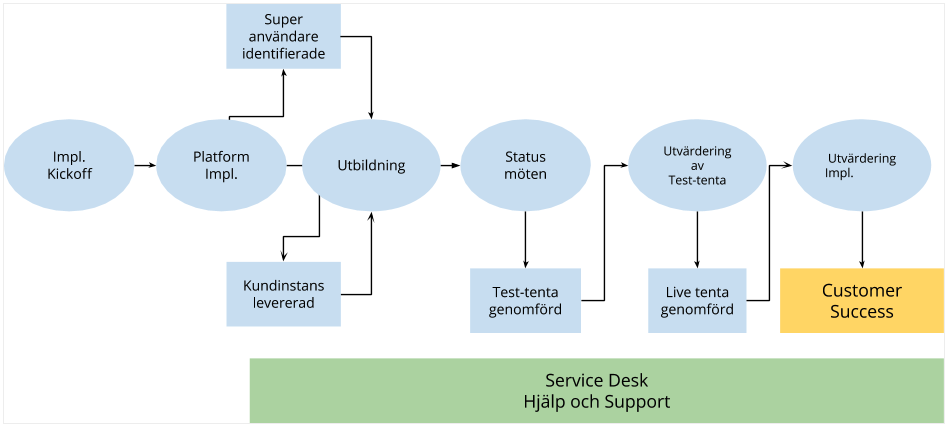 Super
användare
identifierade
Impl.
Kickoff
Platform
Impl.
Utbildning
Status
möten
Utvärdering
av
Test-tenta
Utvärdering
Impl.
Kundinstans
levererad
Test-tenta
genomförd
Live tenta
genomförd
Customer
Success
Service Desk
Hjälp och Support